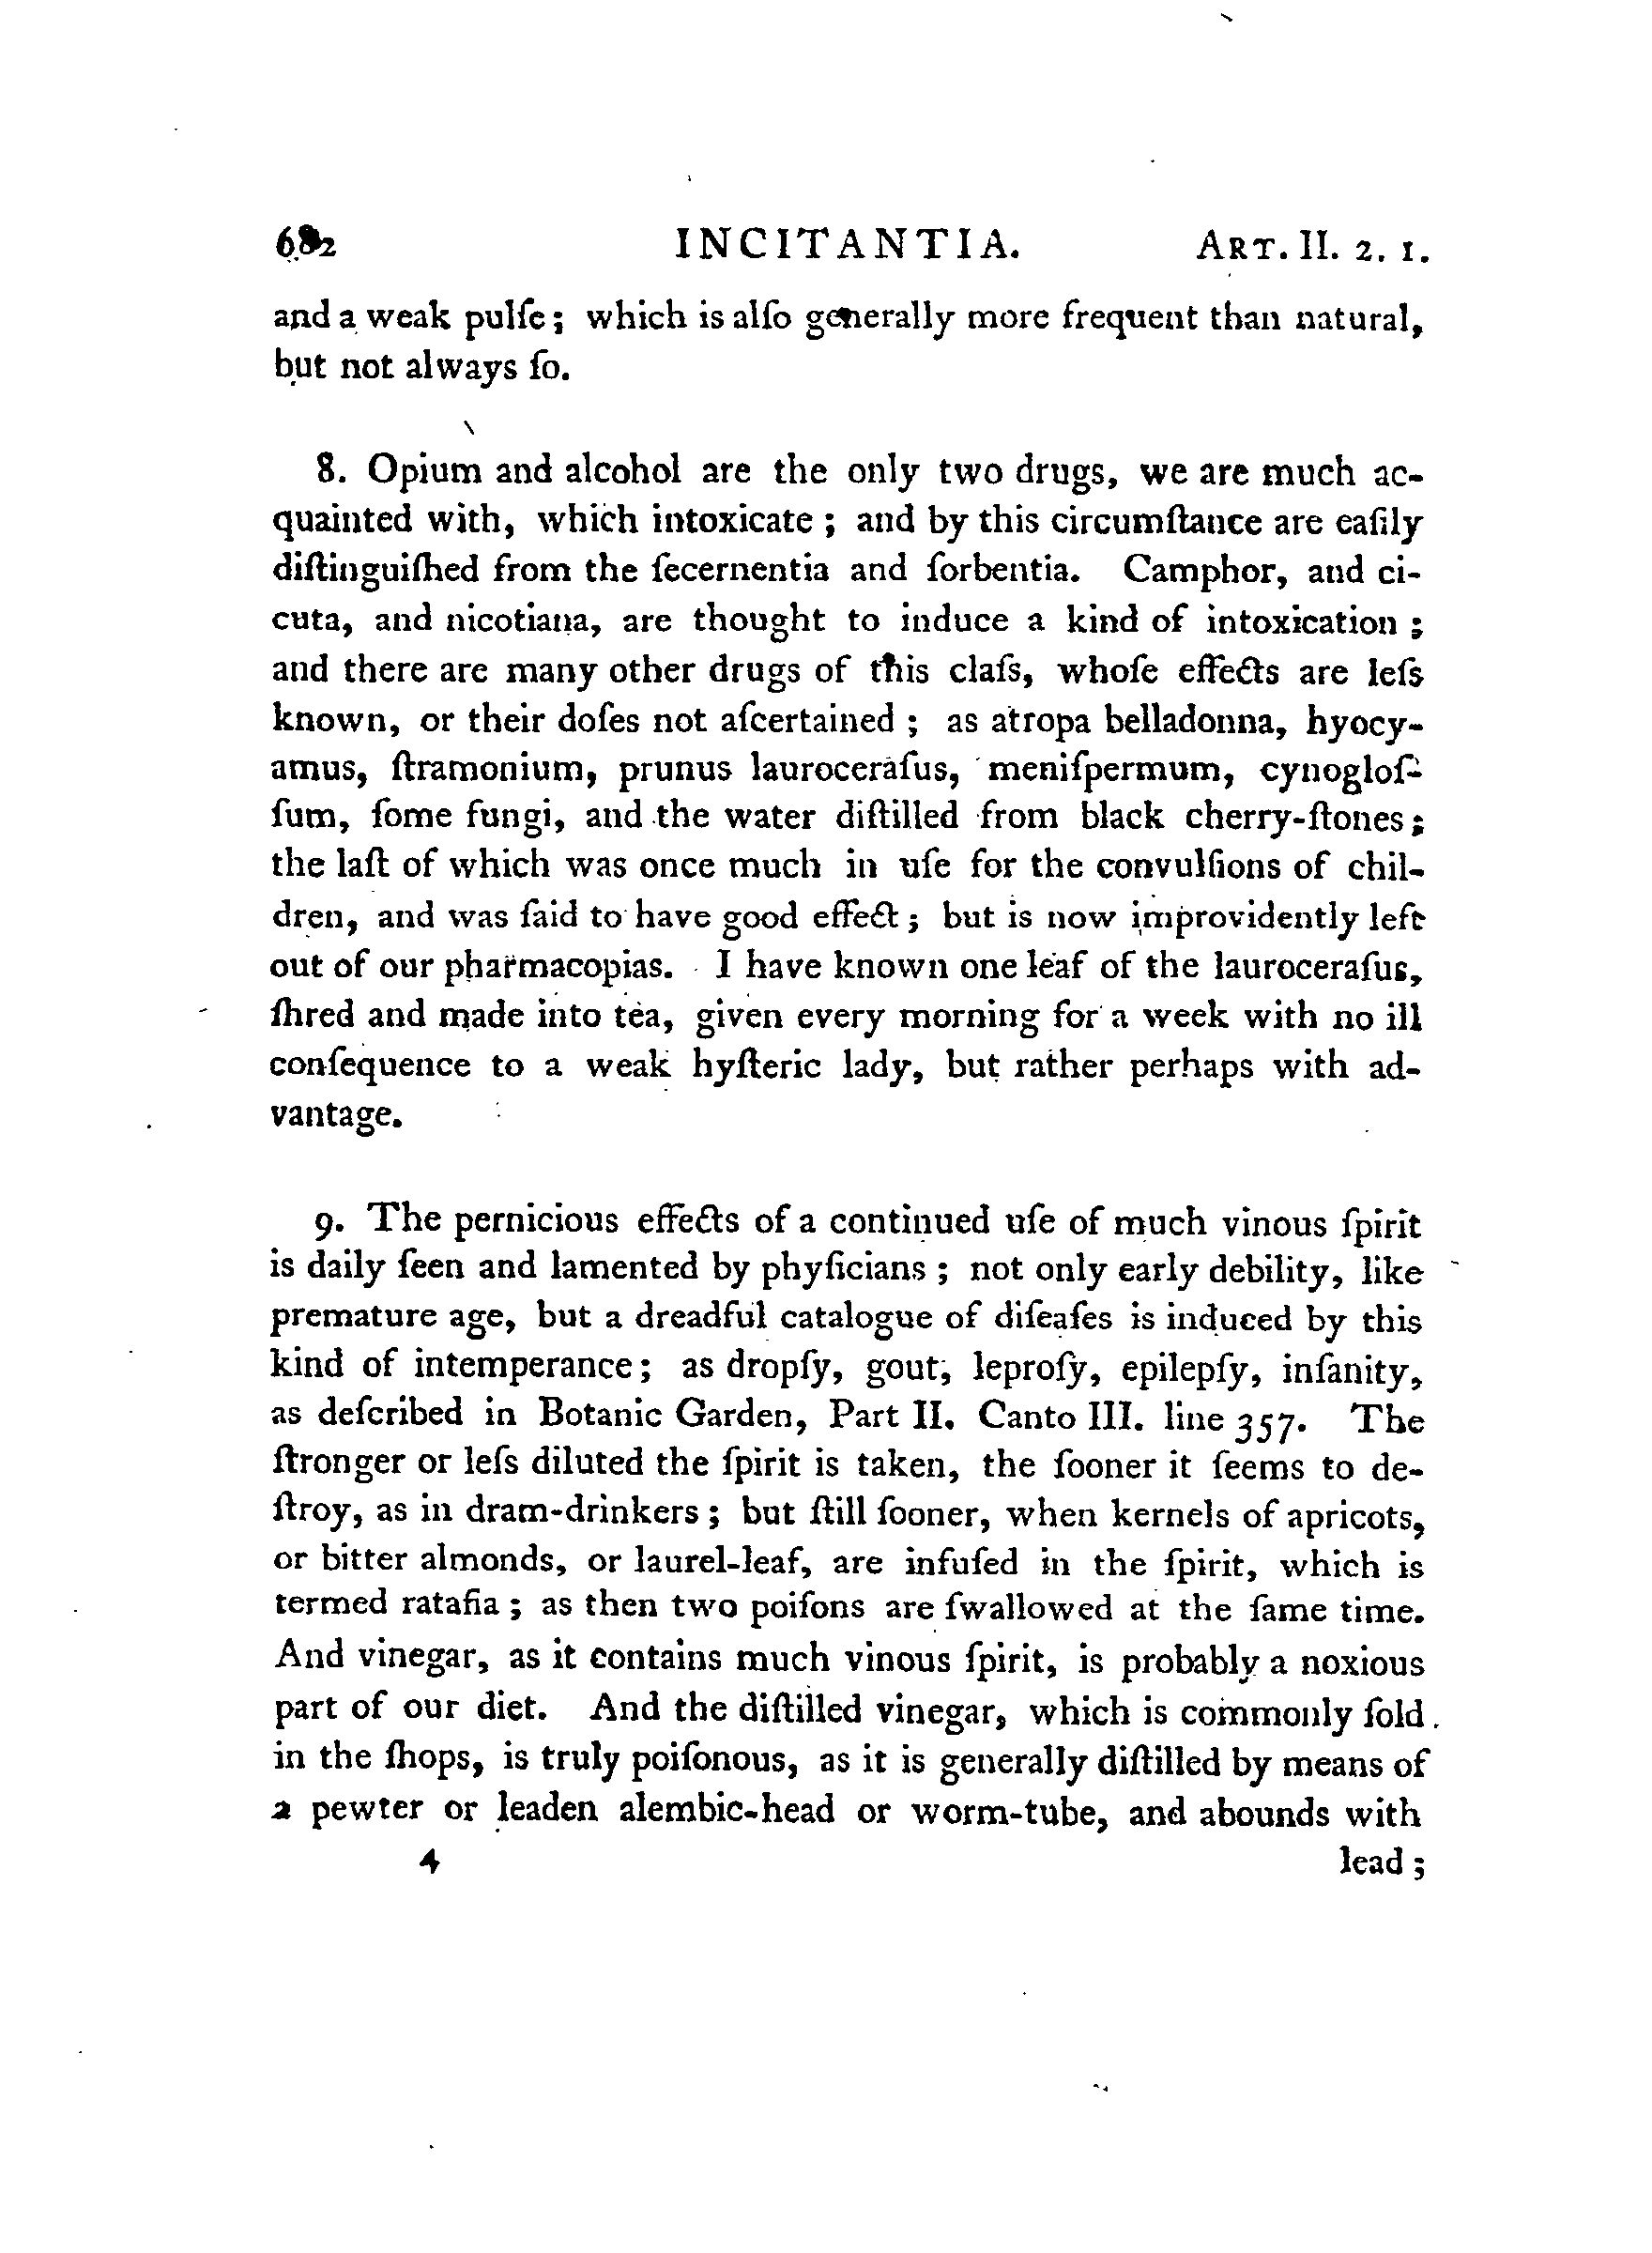 682 INCITANTIA. ART. II. 2. 1.
and a weak pulſe; which is alſo generally more frequent than natural,
but not always ſo.
8. Opium and alcohol are the only two drugs, we are much ac-
quainted with, which intoxicate; and by this circumſtance are eaſily
diſtinguiſhed from the ſecernentia and ſorbentia. Camphor, and ci-
cuta, and nicotiana, are thought to induce a kind of intoxication;
and there are many other drugs of this claſs, whoſe effects are leſs
known, or their doſes not aſcertained; as atropa belladonna, hyocy-
amus, ſtramonium, prunus lauroceraſus, meniſpermum, cynogloſ-
ſum, ſome fungi, and the water diſtilled from black cherry-ſtones;
the laſt of which was once much in uſe for the convulſions of chil-
dren, and was ſaid to have good effect; but is now improvidently left
out of our pharmacopias. I have known one leaf of the lauroceraſus,
ſhred and made into tea, given every morning for a week with no ill
conſequence to a weak hyſteric lady, but rather perhaps with ad-
vantage.
9. The pernicious effects of a continued uſe of much vinous ſpirit
is daily ſeen and lamented by phyſicians; not only early debility, like
premature age, but a dreadful catalogue of diſeaſes is induced by this
kind of intemperance; as dropſy, gout, leproſy, epilepſy, inſanity,
as deſcribed in Botanic Garden, Part II. Canto III. line 357. The
ſtronger or leſs diluted the ſpirit is taken, the ſooner it ſeems to de-
ſtroy, as in dram-drinkers; but ſtill ſooner, when kernels of apricots,
or bitter almonds, or laurel-leaf, are infuſed in the ſpirit, which is
termed ratafia; as then two poiſons are ſwallowed at the ſame time.
And vinegar, as it contains much vinous ſpirit, is probably a noxious
part of our diet. And the diſtilled vinegar, which is commonly ſold
in the ſhops, is truly poiſonous, as it is generally diſtilled by means of
a pewter or leaden alembic-head or worm-tube, and abounds with
4 lead;